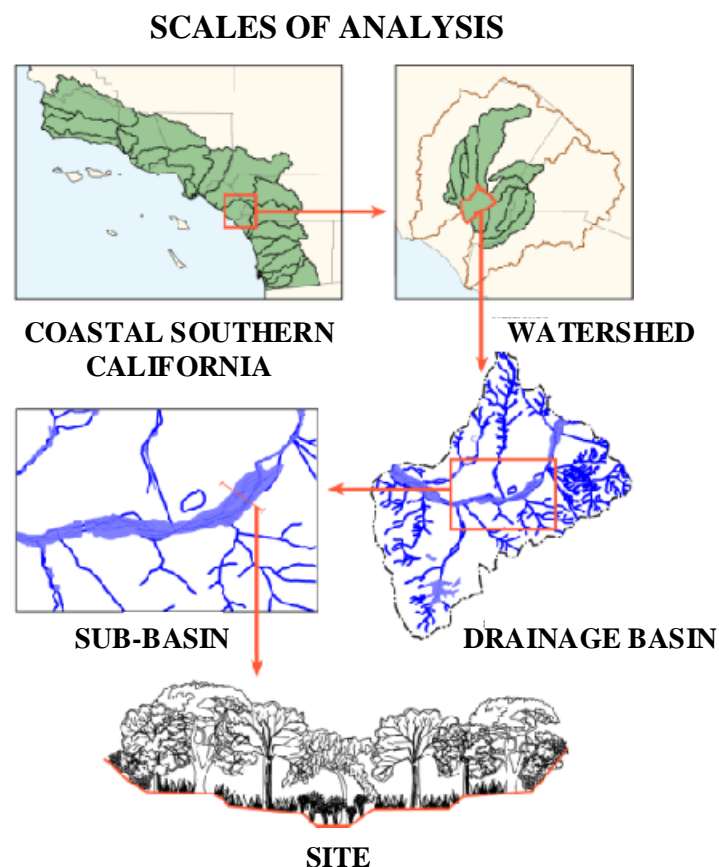 SCALES OF ANALYSIS
COASTAL SOUTHERN
CALIFORNIA
WATERSHED
SUB-BASIN
DRAINAGE BASIN
SITE